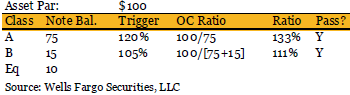 Asset Par: $100
Class Note Bal. Trigger OC Ratio Ratio Pass?
A 75 120% 100/75 133% Y
B 15 105% 100/[75+15] 111% Y
Eq 10
Source: Wells Fargo Securities, LLC